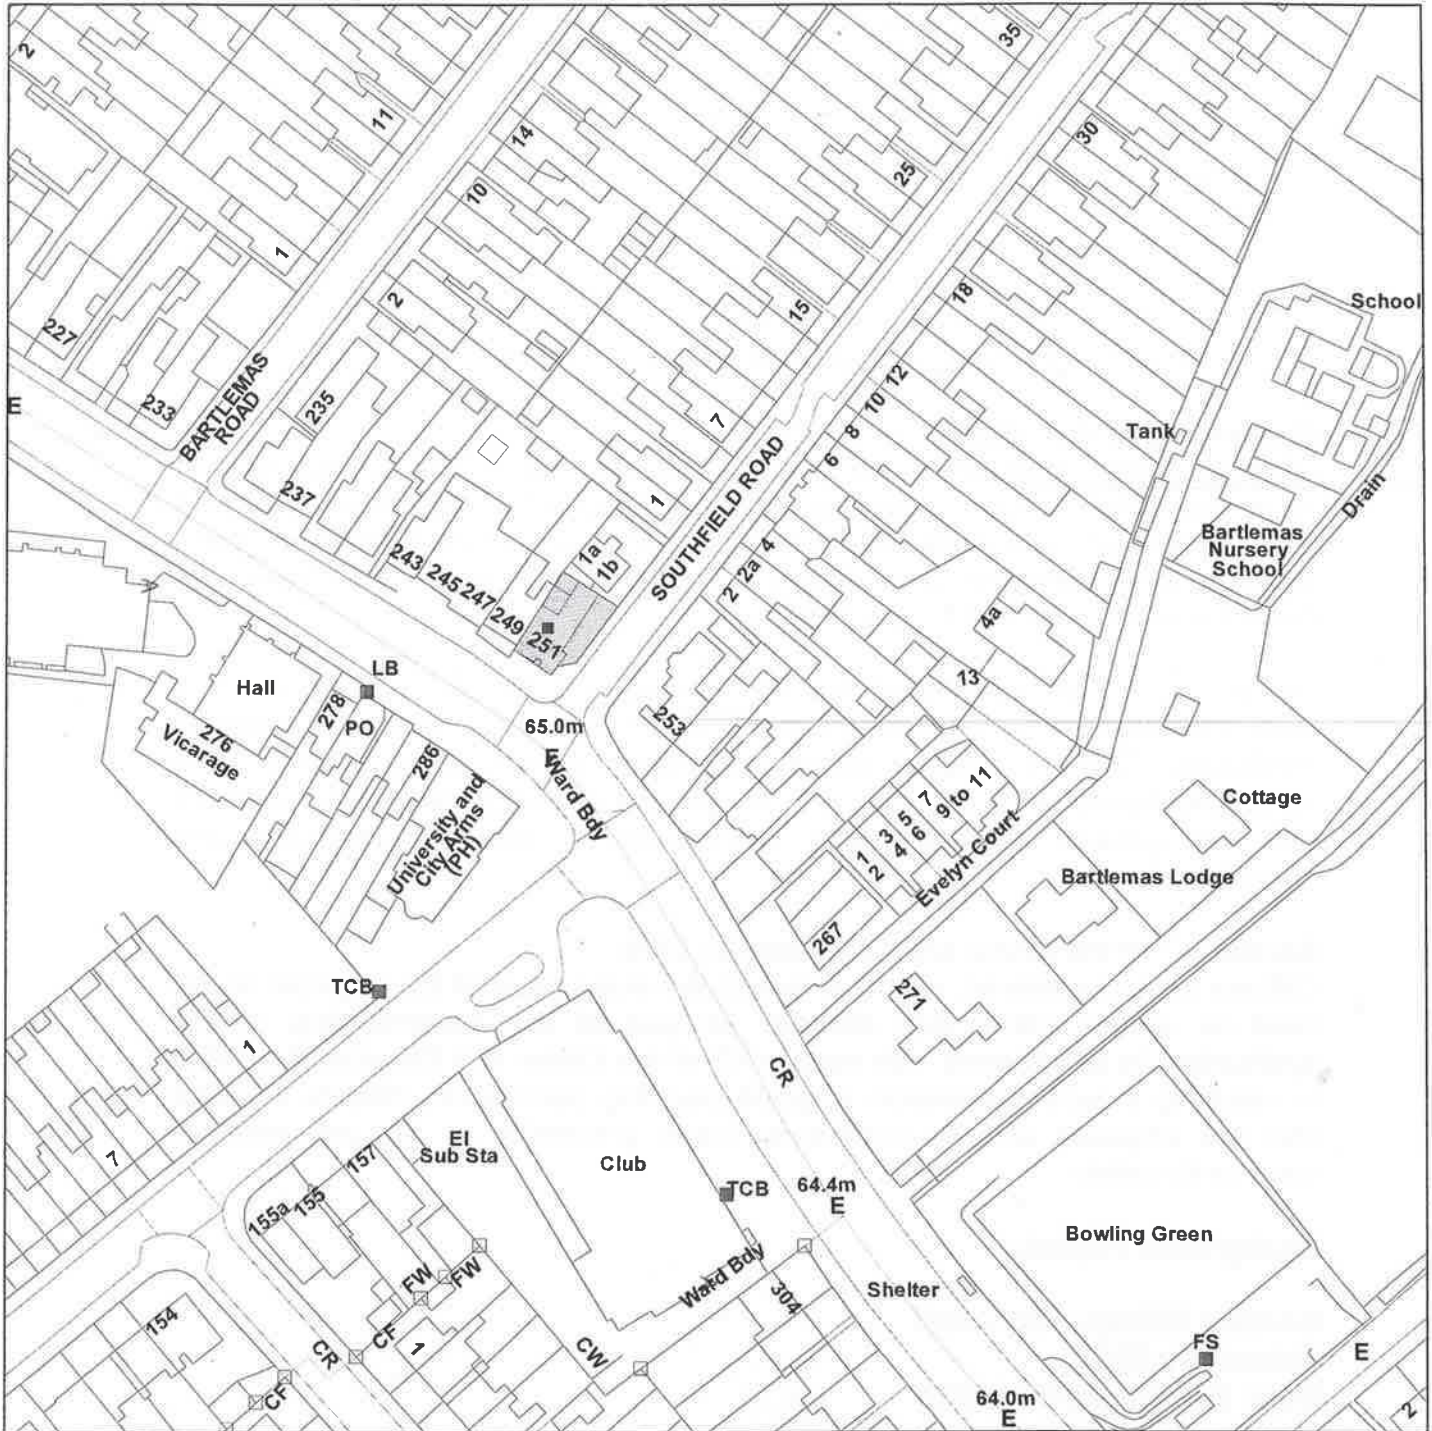 2
11
14
10
1
2
227
233
E
BARTLEMAS
ROAD
235
237
35
25
15
7
1
30
18
12
10
8
6
SOUTHFIELD ROAD
4
2a
2
School
Tank
Drain
Bartlemas
Nursery
School
243
245
247
249
251
1a
1b
4a
13
LB
Hall
278
PO
276
Vicarage
286
University and
City Arms
(PH)
65.0m
E
Ward Bdy
253
Cottage
Bartlemas Lodge
1
2
3
4
5
6
7
9 to 11
Evelyn Court
267
271
TCB
1
7
CR
El
Sub Sta
157
155
155a
Club
TCB
64.4m
E
Bowling Green
Ward Bdy
304
Shelter
FW
FW
CF
1
CR
CW
154
CF
FS
E
64.0m
E
2